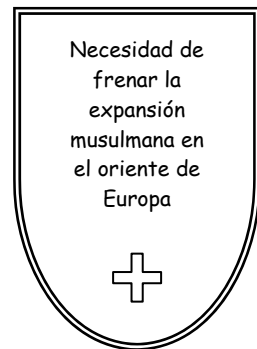 Necesidad de
frenar la
expansión
musulmana en
el oriente de
Europa